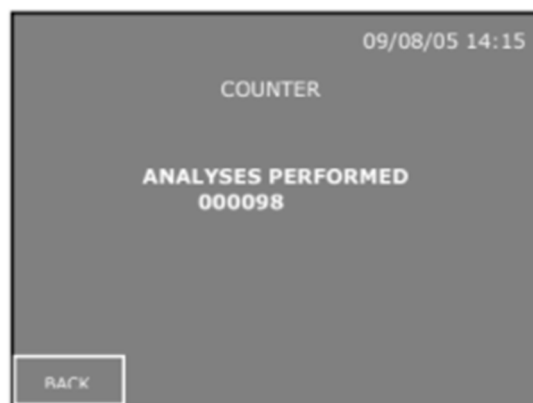 09/08/05 14:15
COUNTER
ANALYSES PERFORMED
000098
BACK